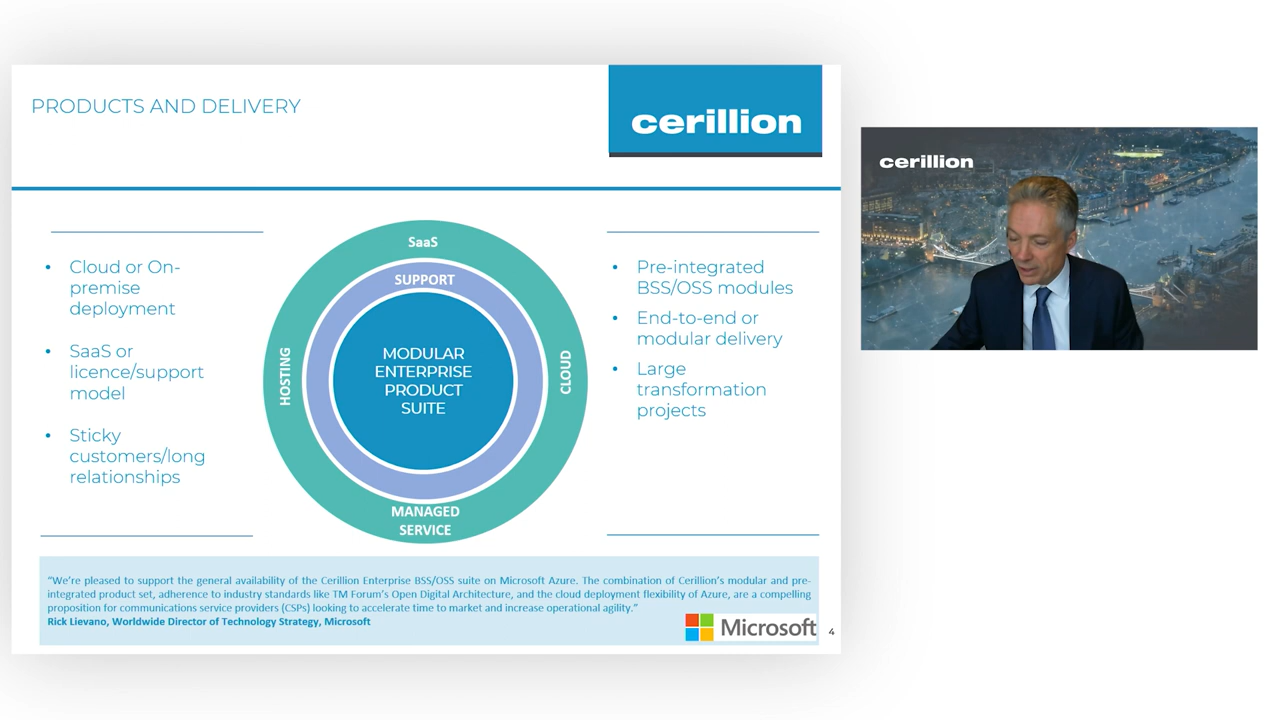 PRODUCTS AND DELIVERY
cerillion
• Cloud or On-
premise
deployment
• SaaS or
licence/support
model
• Sticky
customers/long
relationships
SaaS
SUPPORT
HOSTING
MODULAR
ENTERPRISE
PRODUCT
SUITE
CLOUD
MANAGED
SERVICE
• Pre-integrated
BSS/OSS modules
• End-to-end or
modular delivery
• Large
transformation
projects
“We’re pleased to support the general availability of the Cerillion Enterprise BSS/OSS suite on Microsoft Azure. The combination of Cerillion’s modular and pre-
integrated product set, adherence to industry standards like TM Forum’s Open Digital Architecture, and the cloud deployment flexibility of Azure, are a compelling
proposition for communications service providers (CSPs) looking to accelerate time to market and increase operational agility.”
Rick Lievano, Worldwide Director of Technology Strategy, Microsoft
Microsoft
4
cerillion